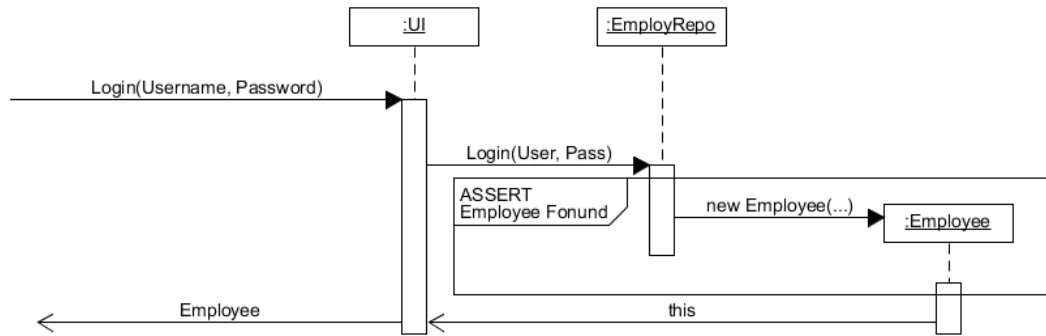 :UI
:EmployRepo
Login(Username, Password)
Login(User, Pass)
ASSERT
Employee Fonund
new Employee(...)
:Employee
Employee
this